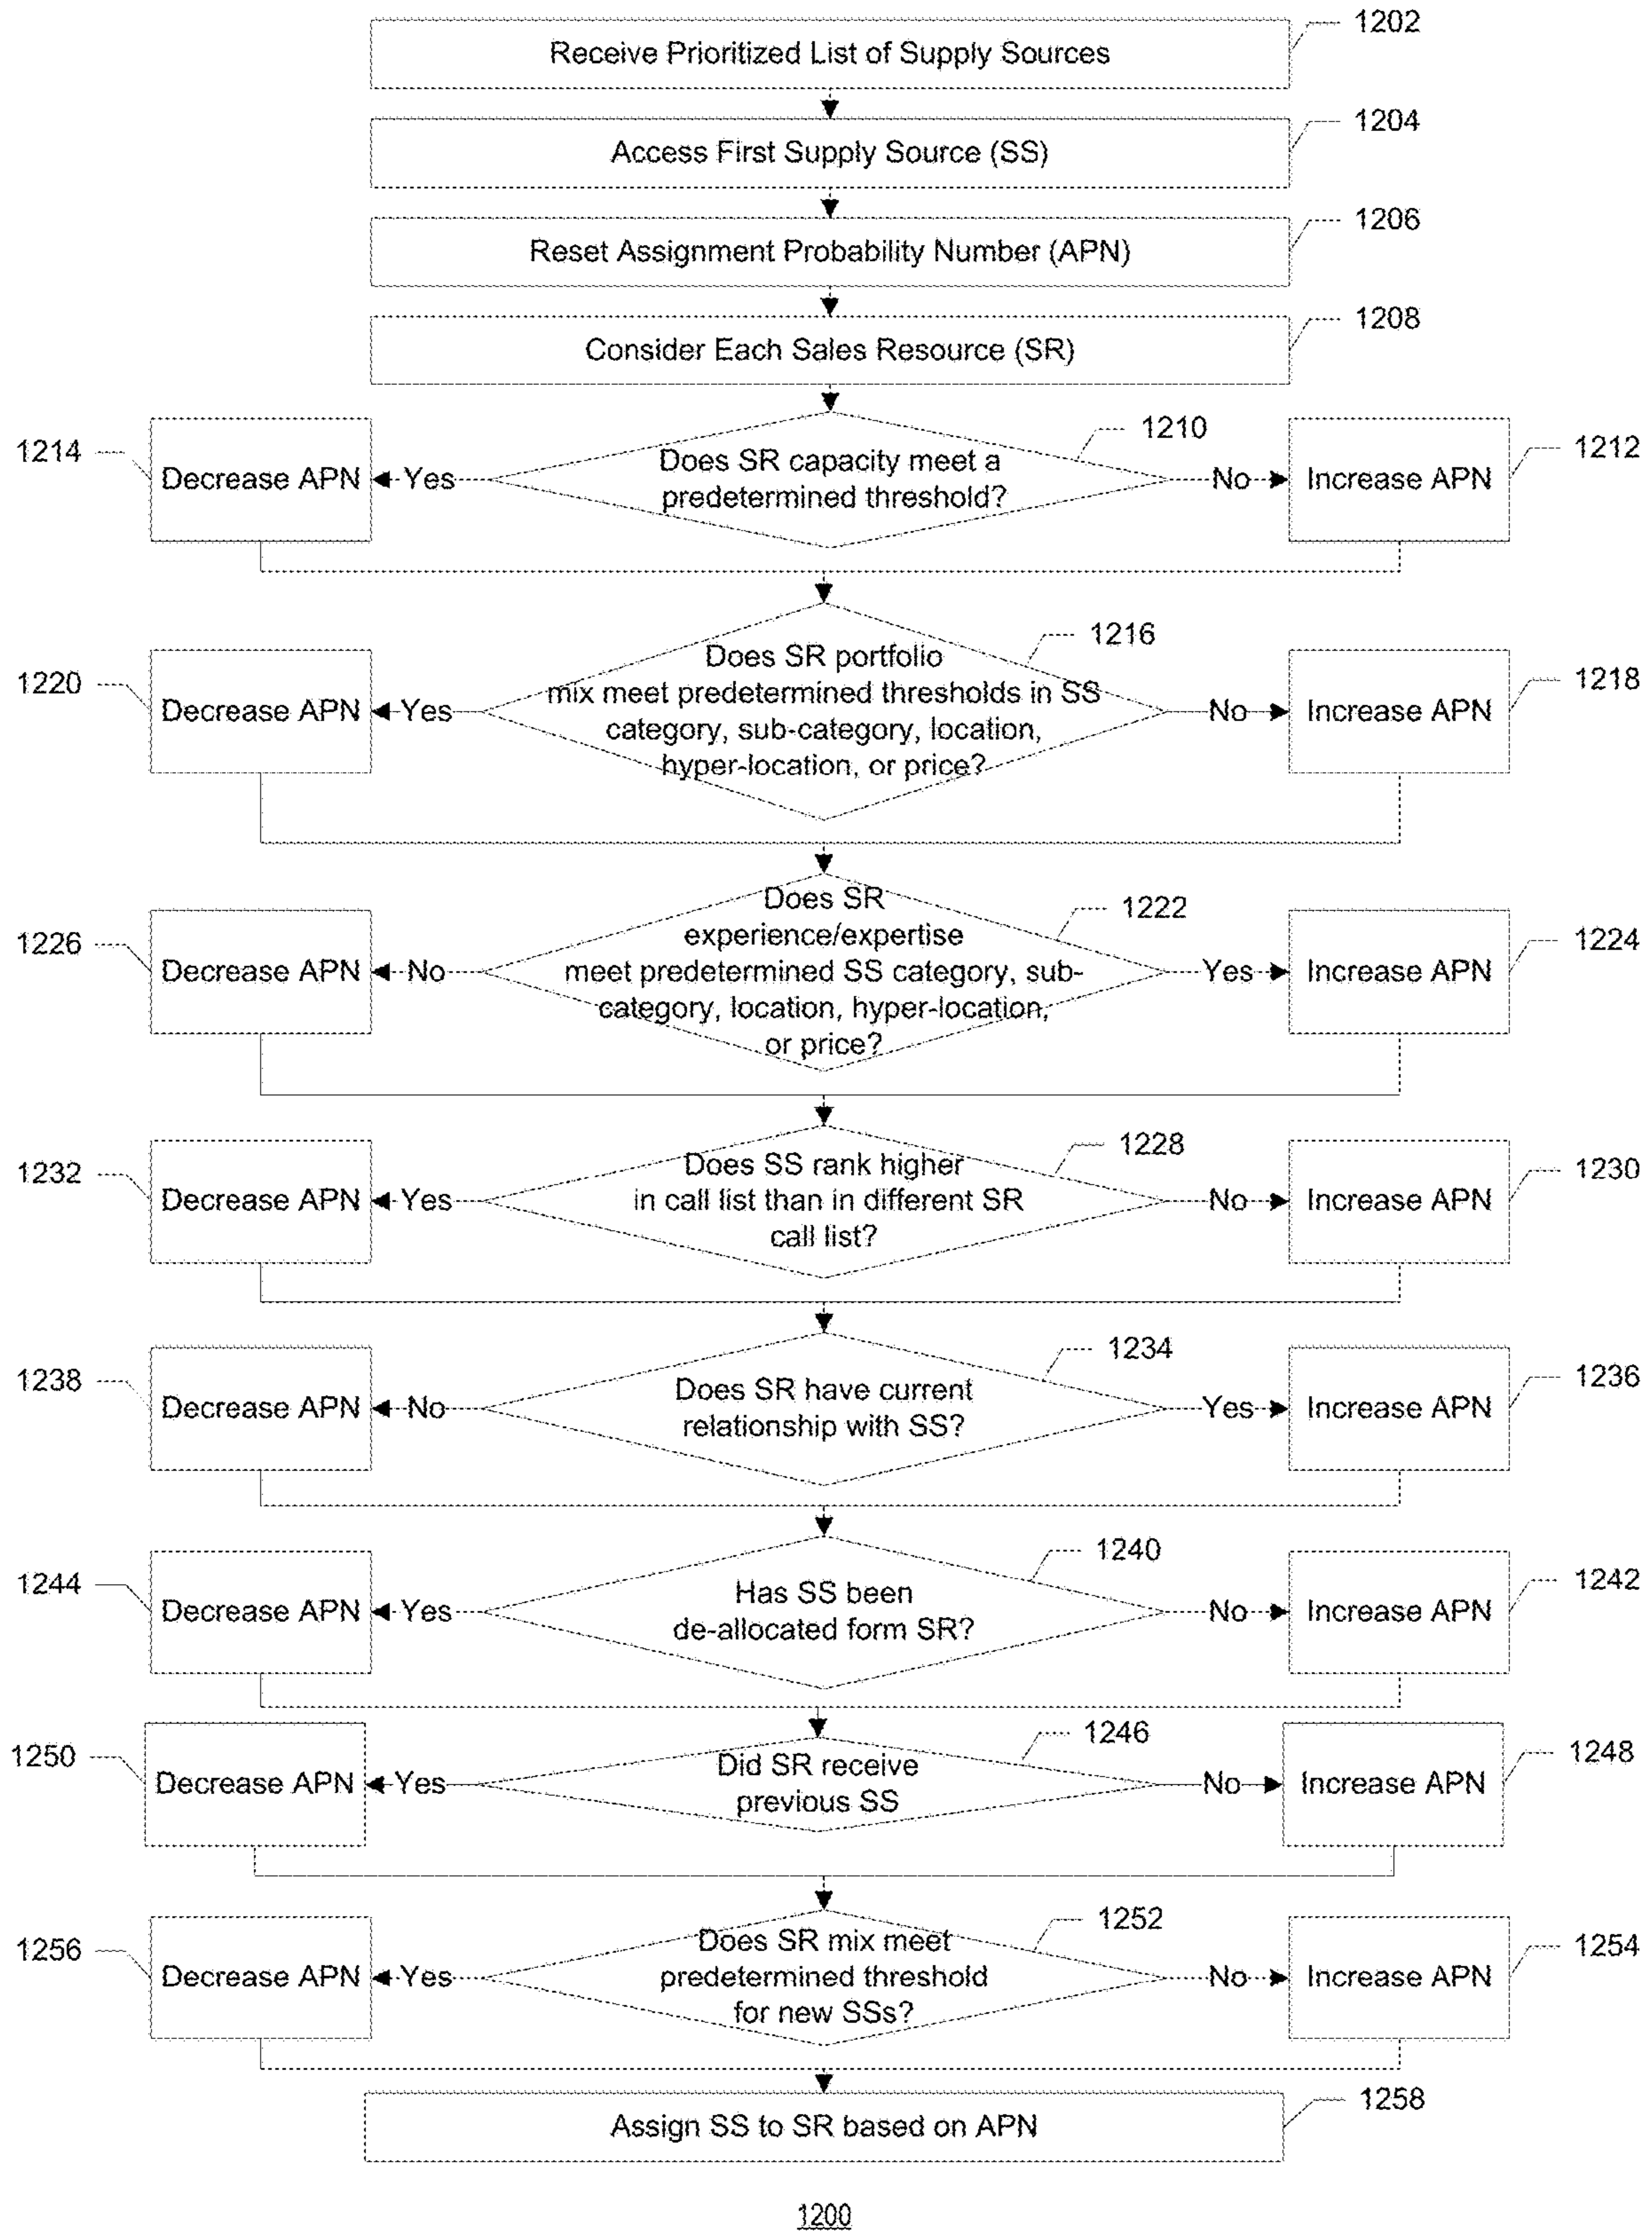 Receive Prioritized List of Supply Sources
1202
Access First Supply Source (SS)
1204
Reset Assignment Probability Number (APN)
1206
Consider Each Sales Resource (SR)
1208
1214
Decrease APN
Yes
Does SR capacity meet a
predetermined threshold?
1210
No
Increase APN
1212
1220
Decrease APN
Yes
Does SR portfolio
mix meet predetermined thresholds in SS
category, sub-category, location,
hyper-location, or price?
1216
No
Increase APN
1218
1226
Decrease APN
No
Does SR
experience/expertise
meet predetermined SS category, sub-
category, location, hyper-location,
or price?
1222
Yes
Increase APN
1224
1232
Decrease APN
Yes
Does SS rank higher
in call list than in different SR
call list?
1228
No
Increase APN
1230
1238
Decrease APN
No
Does SR have current
relationship with SS?
1234
Yes
Increase APN
1236
1244
Decrease APN
Yes
Has SS been
de-allocated form SR?
1240
No
Increase APN
1242
1250
Decrease APN
Yes
Did SR receive
previous SS
1246
No
Increase APN
1248
1256
Decrease APN
Yes
Does SR mix meet
predetermined threshold
for new SSs?
1252
No
Increase APN
1254
Assign SS to SR based on APN
1258
1200